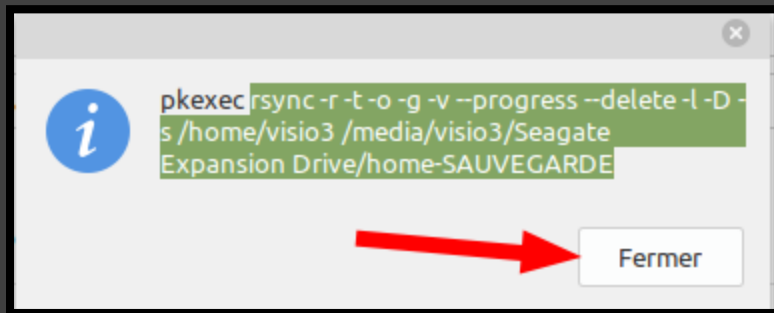 pkexec rsync -r -t -o -g -v --progress --delete -l -D -
s /home/visio3 /media/visio3/Seagate
Expansion Drive/home-SAUVEGARDE
Fermer